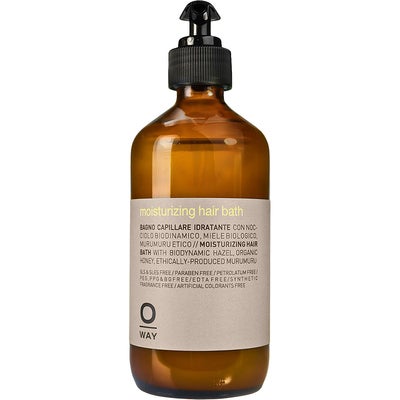 moisturizing hair bath
BAGNO CAPILLARE IDRATANTE CON NOC-
CIOLO BIODINAMICO, MIELE BIOLOGICO,
MURUMURU ETICO // MOISTURIZING HAIR
BATH WITH BIODYNAMIC HAZEL, ORGANIC
HONEY, ETHICALLY-PRODUCED MURUMURU
SLS & SLES FREE / PARABEN FREE / PETROLATUM FREE /
PEG, PPG & BG FREE / EDTA FREE / SYNTHETIC
FRAGRANCE FREE / ARTIFICIAL COLORANTS FREE
O
WAY